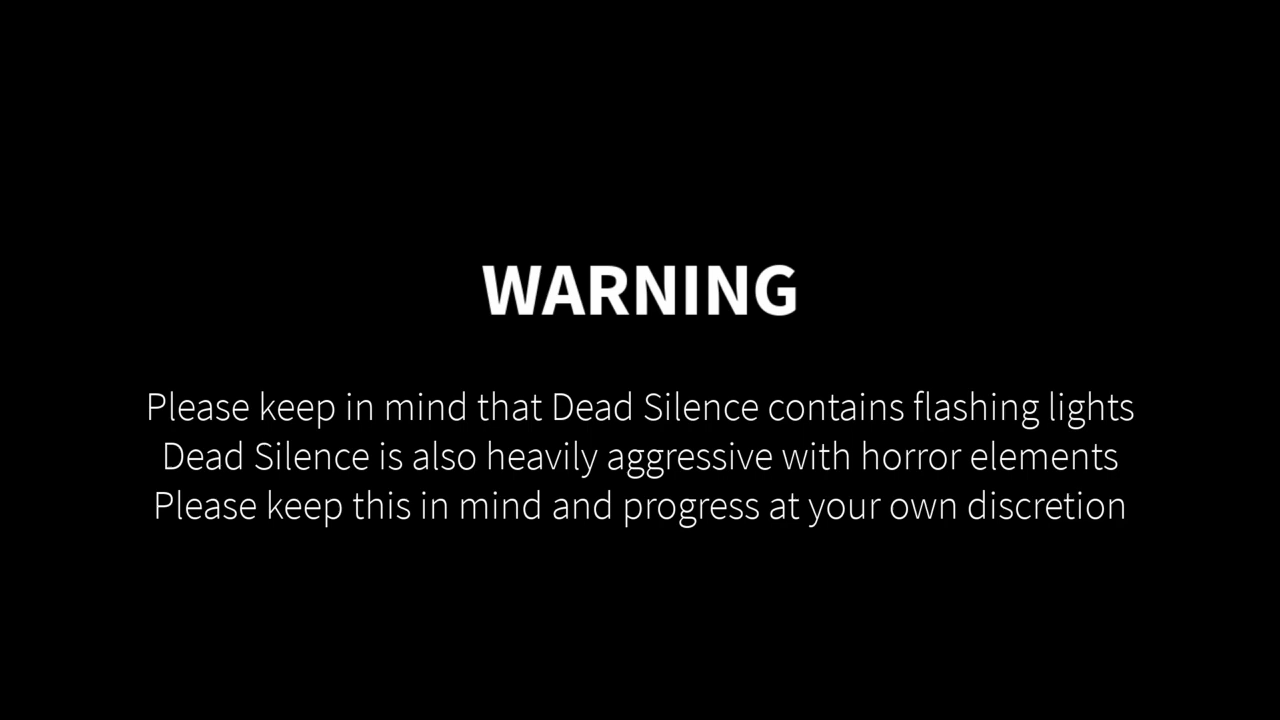 WARNING
Please keep in mind that Dead Silence contains flashing lights
Dead Silence is also heavily aggressive with horror elements
Please keep this in mind and progress at your own discretion